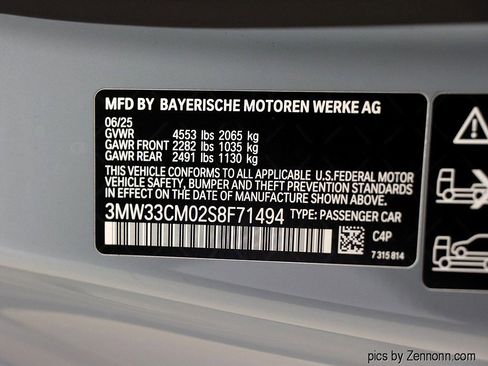 MFD BY BAYERISCHE MOTOREN WERKE AG
06/25
GVWR 4553 lbs 2065 kg
GAWR FRONT 2282 lbs 1035 kg
GAWR REAR 2491 lbs 1130 kg
THIS VEHICLE CONFORMS TO ALL APPLICABLE U.S.FEDERAL MOTOR
VEHICLE SAFETY, BUMPER AND THEFT PREVENTION STANDARDS
IN EFFECT ON THE DATE OF MANUFACTURE SHOWN ABOVE.
3MW33CM02S8F71494 TYPE: PASSENGER CAR
C4P
7 315 814
pics by Zennonn.com